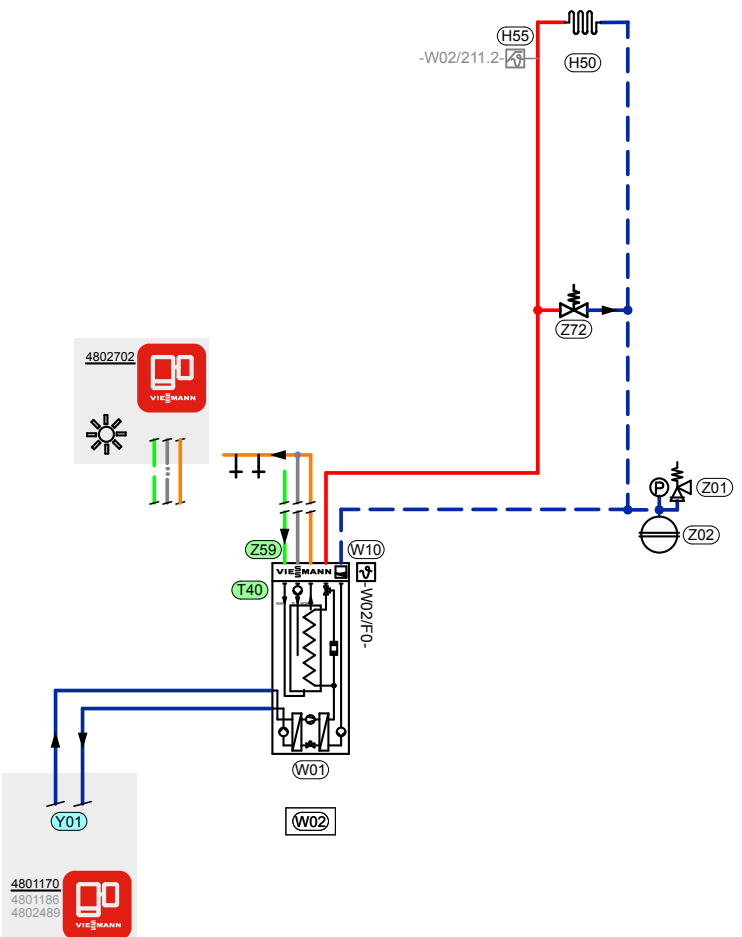 H55
-W02/211.2-
H50
Z72
4802702
VIESMANN
Z01
P
Z02
Z59
W10
VIESMANN
T40
-W02/F0-
W01
Y01
W02
4801170
4801186
4802489
VIESMANN